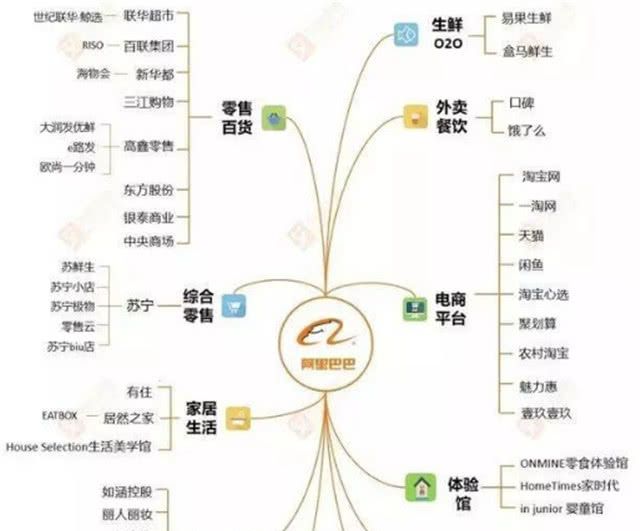 世纪联华·鲸选
联华超市
RISO
百联集团
海物会
新华都
三江购物
大润发优鲜
e路发
欧尚一分钟
高鑫零售
东方股份
银泰商业
中央商场
零售
百货
苏鲜生
苏宁小店
苏宁极物
零售云
苏宁biu店
苏宁
综合
零售
有住
EATBOX
居然之家
House Selection生活美学馆
家居
生活
如涵控股
丽人丽妆
阿里巴巴
生鲜
O2O
易果生鲜
盒马鲜生
外卖
餐饮
口碑
饿了么
电商
平台
淘宝网
一淘网
天猫
闲鱼
淘宝心选
聚划算
农村淘宝
魅力惠
壹玖壹玖
体验
馆
ONMINE零食体验馆
HomeTimes家时代
in junior 婴童馆